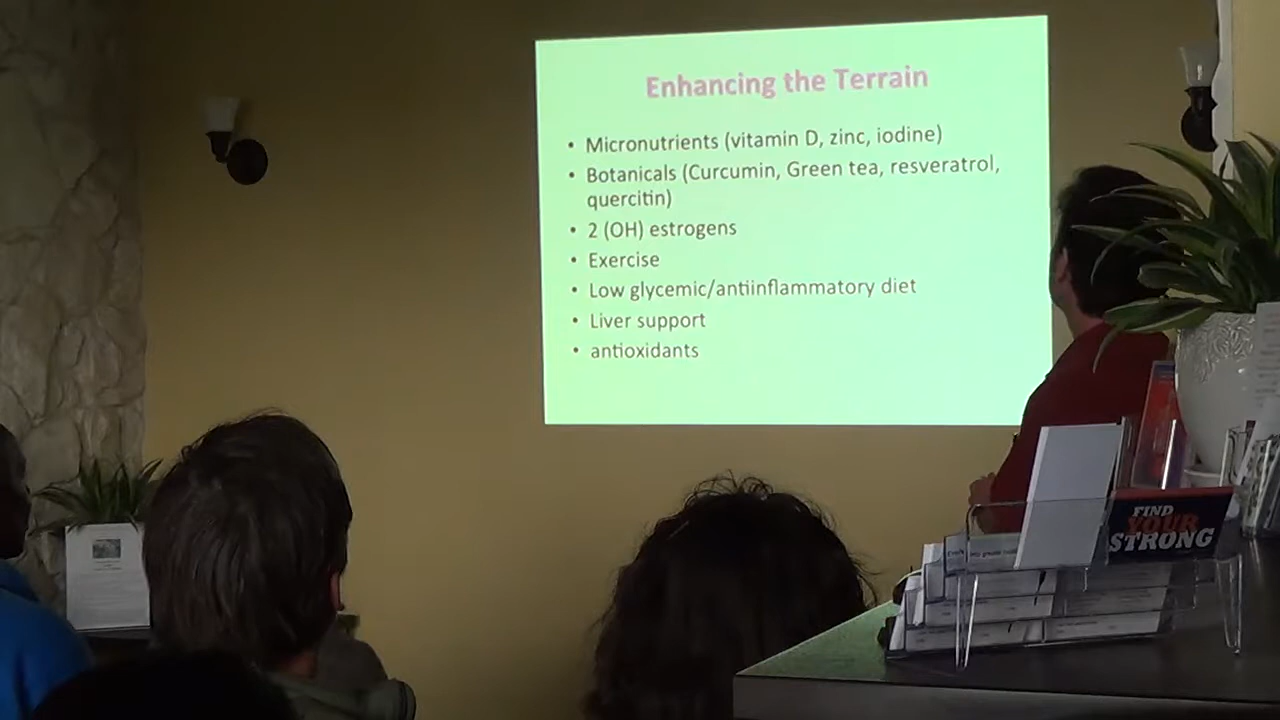 Enhancing the Terrain
• Micronutrients (vitamin D, zinc, iodine)
• Botanicals (Curcumin, Green tea, resveratrol,
quercitin)
• 2 (OH) estrogens
• Exercise
• Low glycemic/antiinflammatory diet
• Liver support
• antioxidants
FIND
YOUR
STRONG